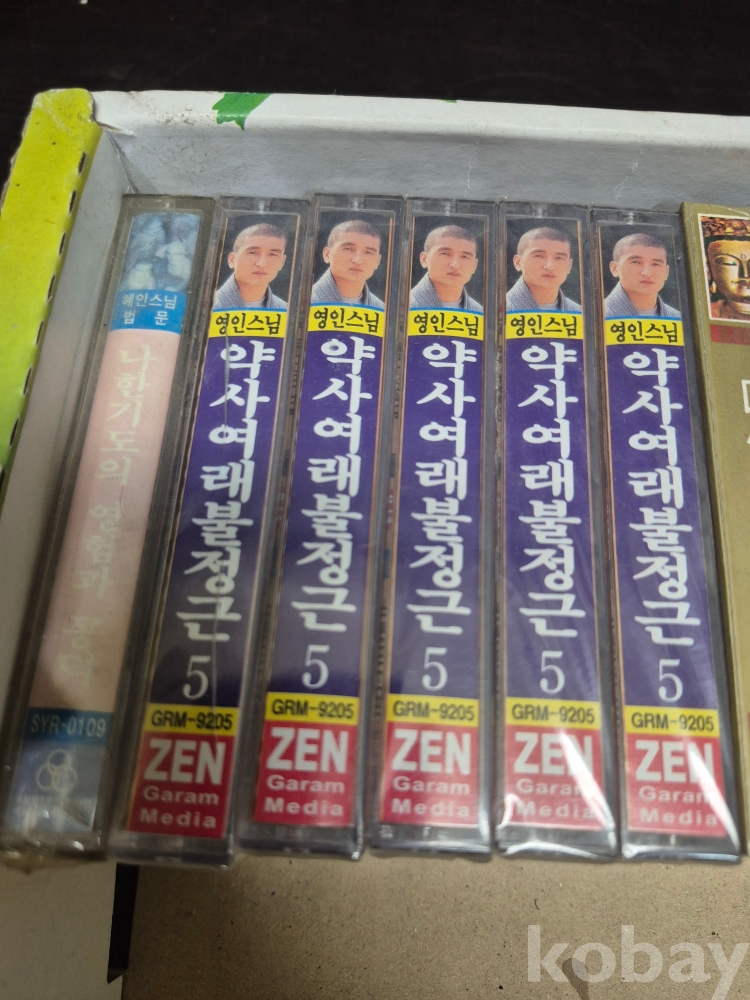 혜인스님
법문
나한기도의 영험과 공덕
SYR-0109
영인스님
약사여래불정근
5
GRM-9205
ZEN
Garam
Media
영인스님
약사여래불정근
5
GRM-9205
ZEN
Garam
Media
영인스님
약사여래불정근
5
GRM-9205
ZEN
Garam
Media
영인스님
약사여래불정근
5
GRM-9205
ZEN
Garam
Media
영인스님
약사여래불정근
5
GRM-9205
ZEN
Garam
Media
kobay